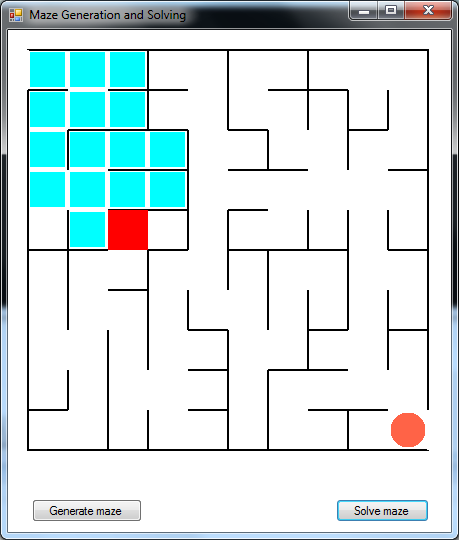 Maze Generation and Solving
Generate maze
Solve maze